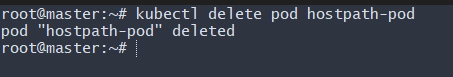 root@master:~# kubectl delete pod hostpath-pod
pod "hostpath-pod" deleted
root@master:~#